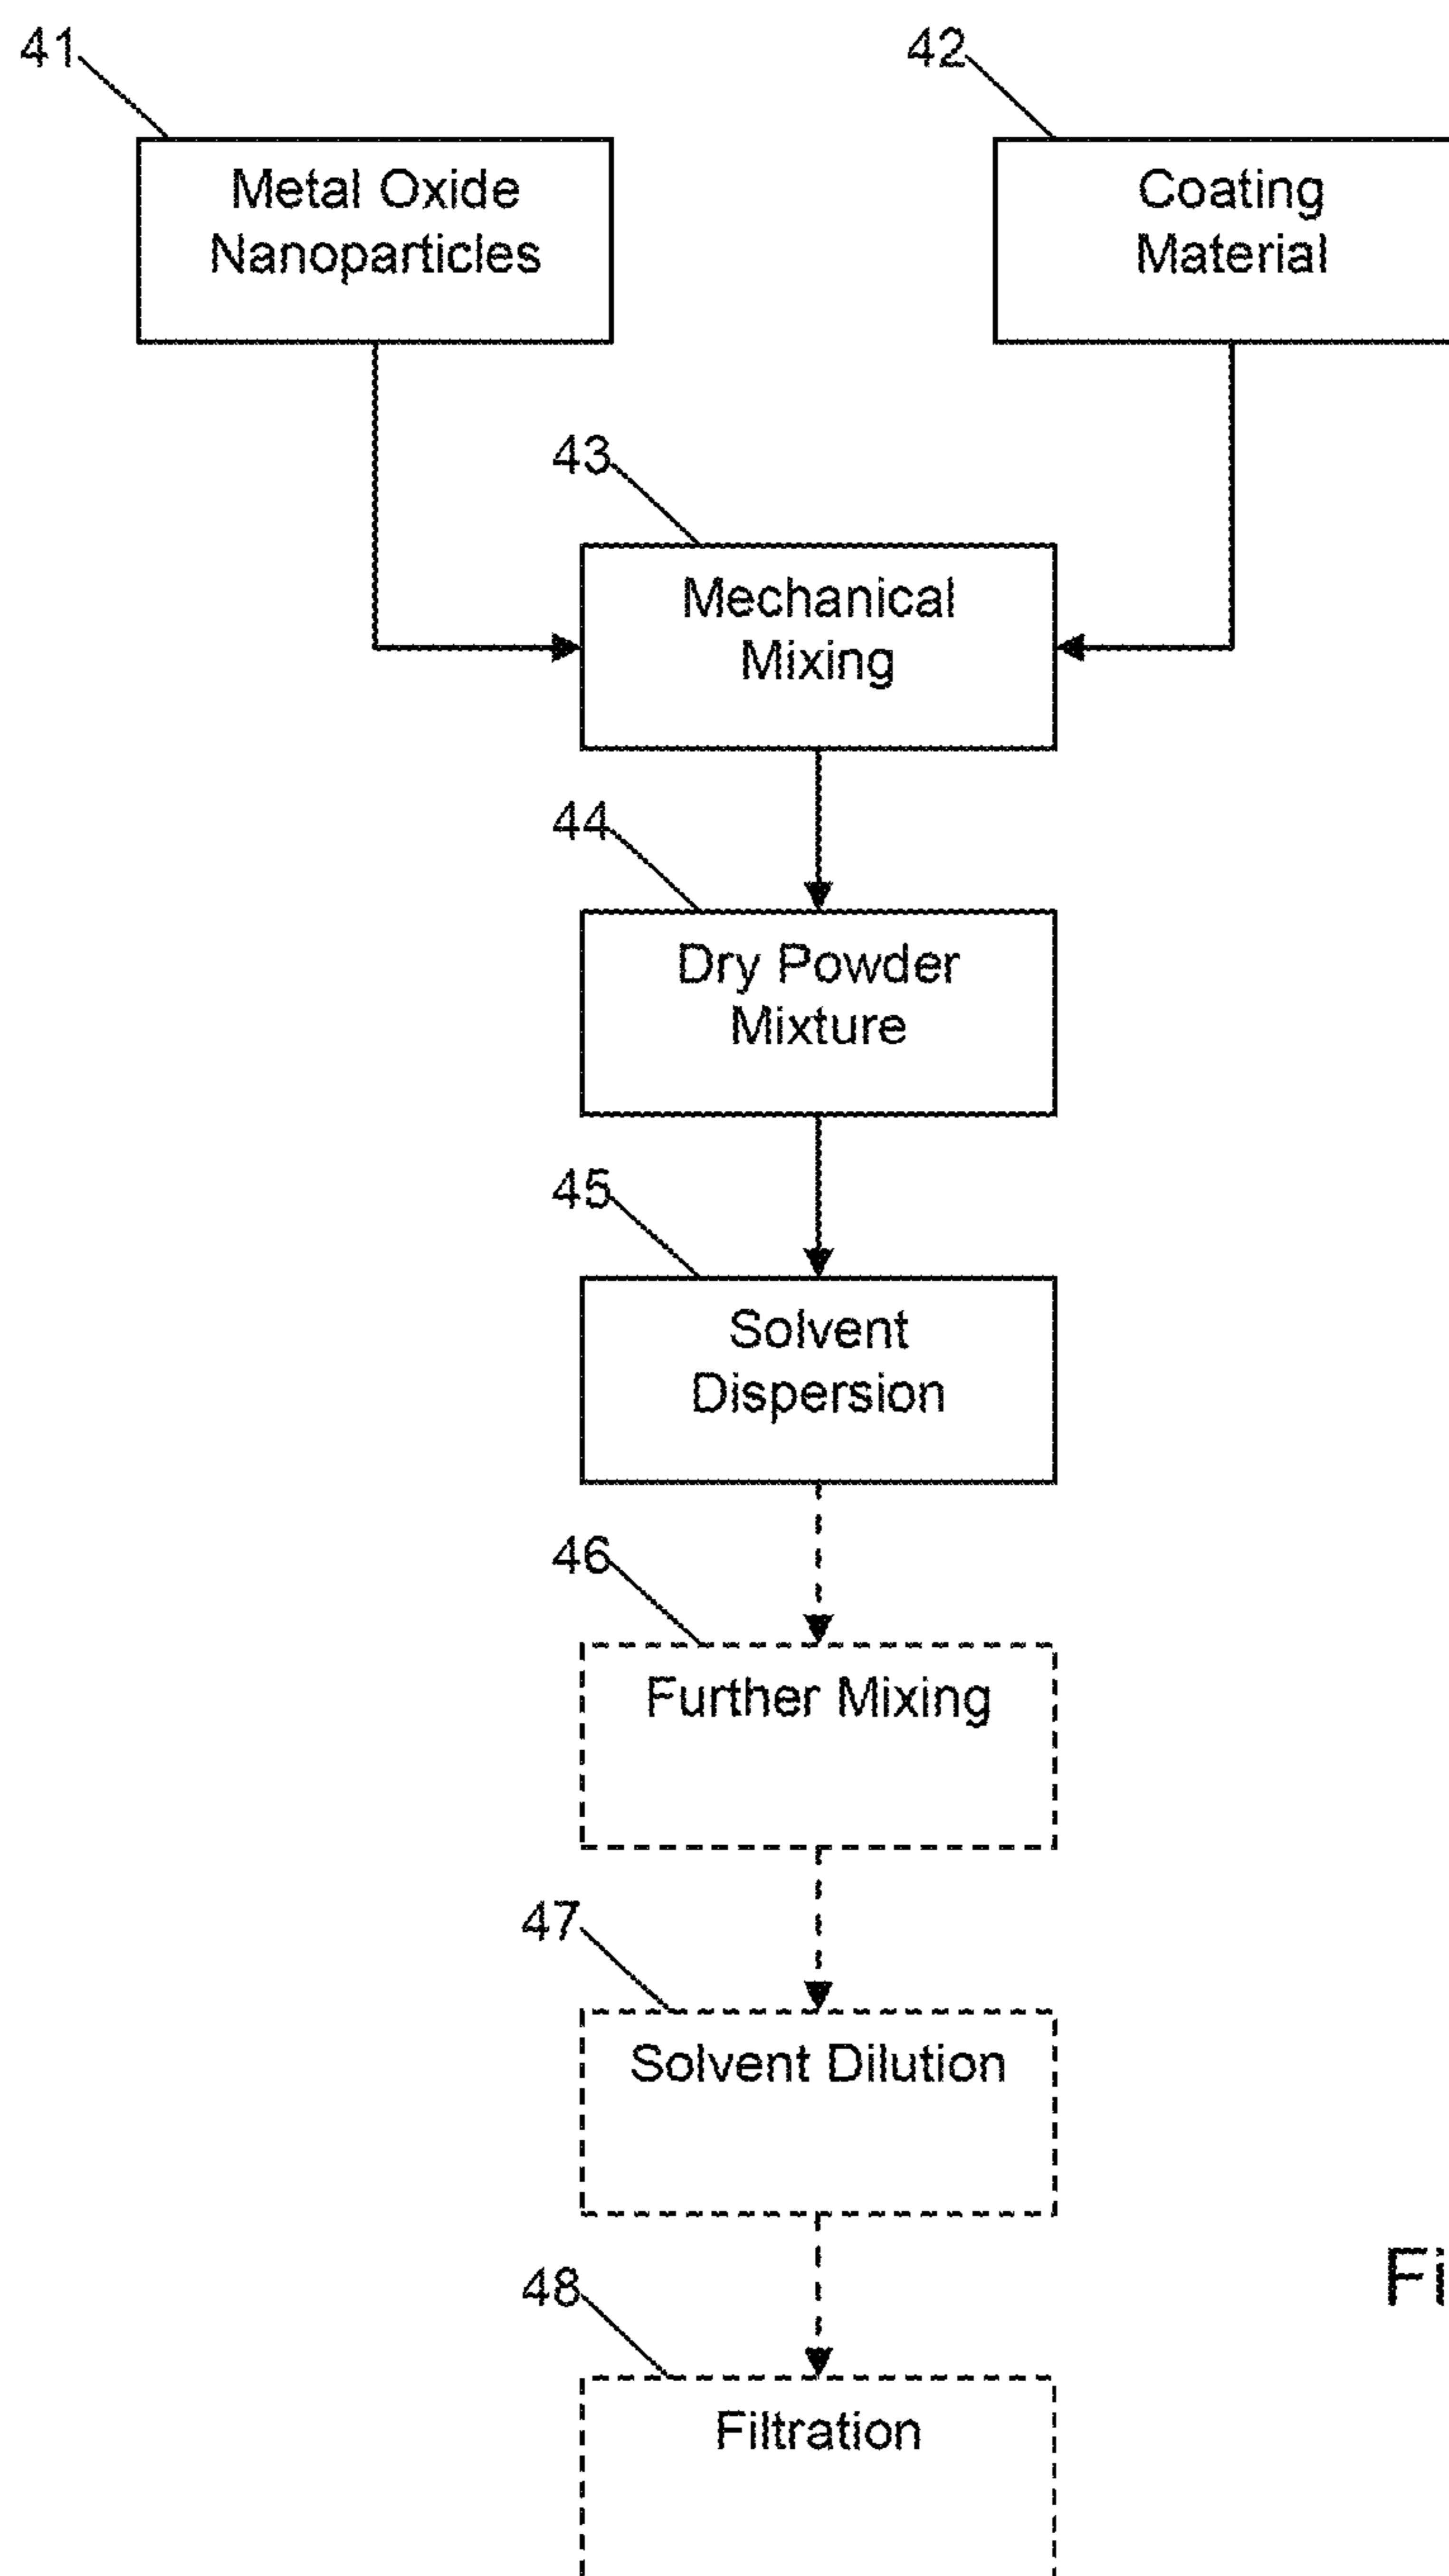 41
42
Metal Oxide
Nanoparticles
Coating
Material
43
Mechanical
Mixing
44
Dry Powder
Mixture
45
Solvent
Dispersion
46
Further Mixing
47
Solvent Dilution
48
Filtration
Fi